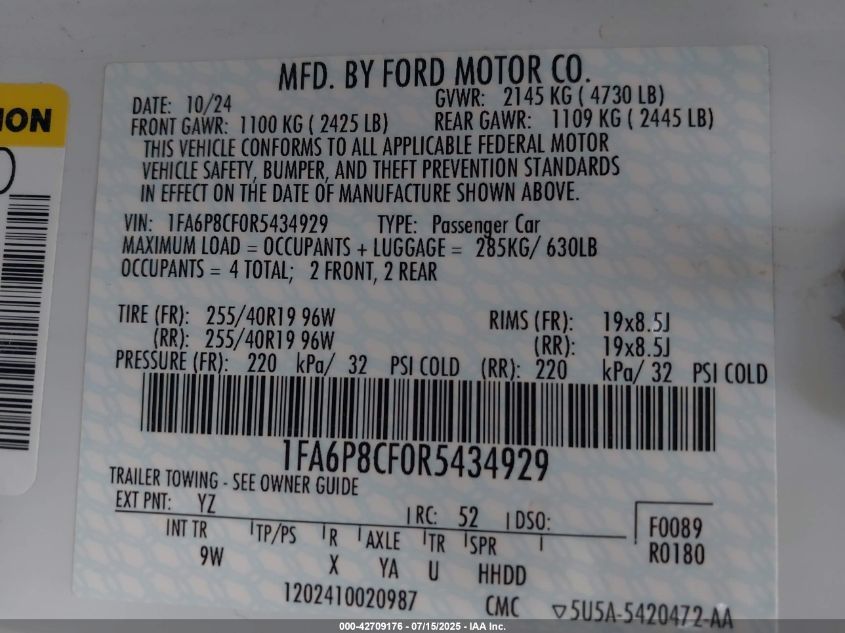 MFD. BY FORD MOTOR CO.
DATE: 10/24 GVWR: 2145 KG ( 4730 LB)
FRONT GAWR: 1100 KG ( 2425 LB) REAR GAWR: 1109 KG ( 2445 LB)
THIS VEHICLE CONFORMS TO ALL APPLICABLE FEDERAL MOTOR
VEHICLE SAFETY, BUMPER, AND THEFT PREVENTION STANDARDS
IN EFFECT ON THE DATE OF MANUFACTURE SHOWN ABOVE.
VIN: 1FA6P8CF0R5434929 TYPE: Passenger Car
MAXIMUM LOAD = OCCUPANTS + LUGGAGE = 285KG/ 630LB
OCCUPANTS = 4 TOTAL; 2 FRONT, 2 REAR
TIRE (FR): 255/40R19 96W RIMS (FR): 19x8.5J
(RR): 255/40R19 96W (RR): 19x8.5J
PRESSURE (FR): 220 kPa/ 32 PSI COLD (RR): 220 kPa/ 32 PSI COLD
1FA6P8CF0R5434929
TRAILER TOWING - SEE OWNER GUIDE
EXT PNT: YZ RC: 52 DSO: F0089
INT TR TP/PS R AXLE TR SPR R0180
9W X YA U HHDD
1202410020987 CMC ▽5U5A-5420472-AA
000-42709176 - 07/15/2025 - IAA Inc.